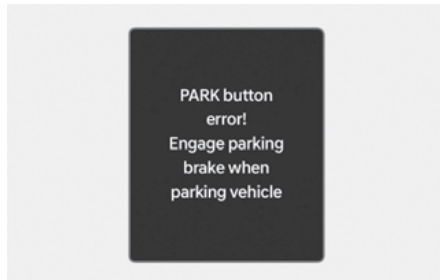 PARK button
error!
Engage parking
brake when
parking vehicle